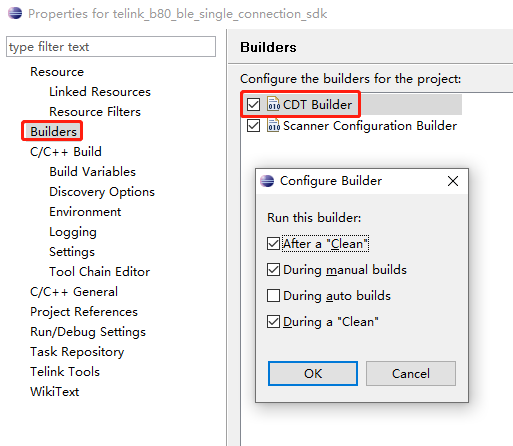 Properties for telink_b80_ble_single_connection_sdk
type filter text
Resource
Linked Resources
Resource Filters
Builders
C/C++ Build
Build Variables
Discovery Options
Environment
Logging
Settings
Tool Chain Editor
C/C++ General
Project References
Run/Debug Settings
Task Repository
Telink Tools
WikiText
Builders
Configure the builders for the project:
CDT Builder
Scanner Configuration Builder
Configure Builder
Run this builder:
After a "Clean"
During manual builds
During auto builds
During a "Clean"
OK
Cancel